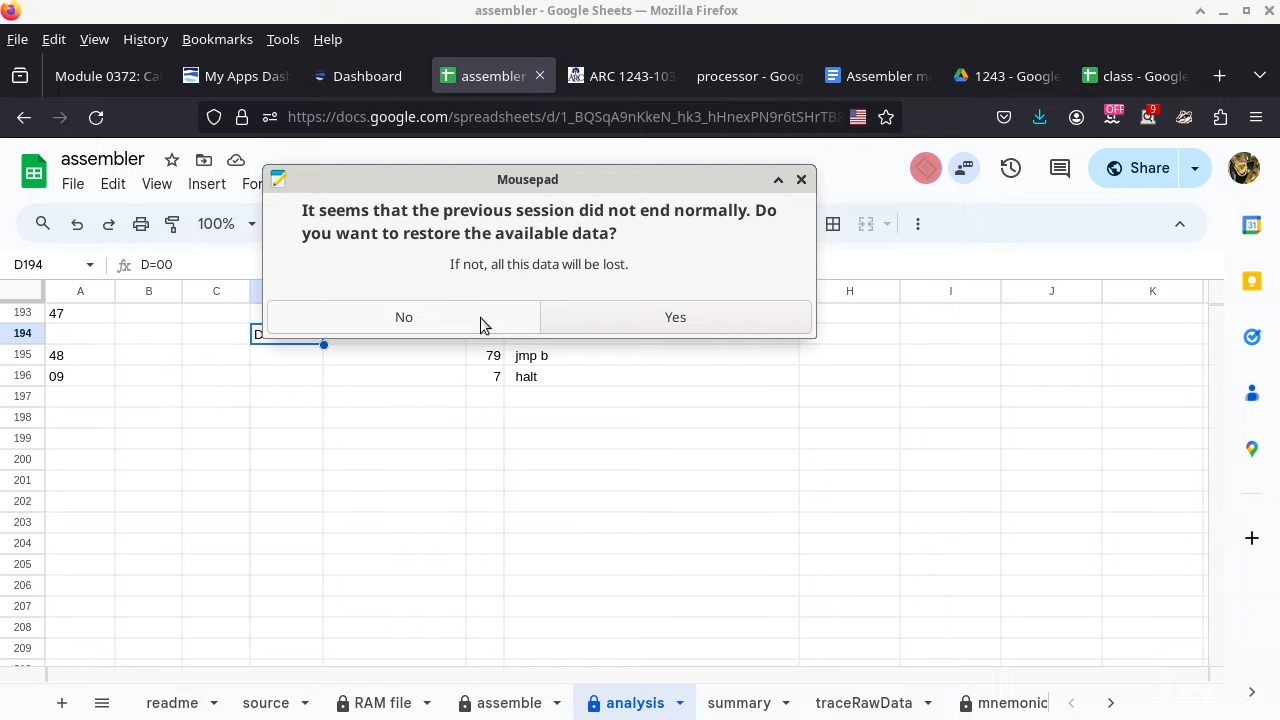 assembler - Google Sheets — Mozilla Firefox
File Edit View History Bookmarks Tools Help
Module 0372: Ca
My Apps Das
Dashboard
assembler
ARC 1243-103
processor - Goog
Assembler m
1243 - Google
class - Google
https://docs.google.com/spreadsheets/d/1_BQSqA9nKkeN_hk3_hHnexPN9r6tSHrTB
OFF
9
assembler
File Edit View Insert For
Share
100%
Mousepad
It seems that the previous session did not end normally. Do
you want to restore the available data?
If not, all this data will be lost.
No Yes
D194 D=00
A B C H I J K
193 47
194 D
195 48 79 jmp b
196 09 7 halt
197
198
199
200
201
202
203
204
205
206
207
208
209
31
readme source RAM file assemble analysis summary traceRawData mnemonic